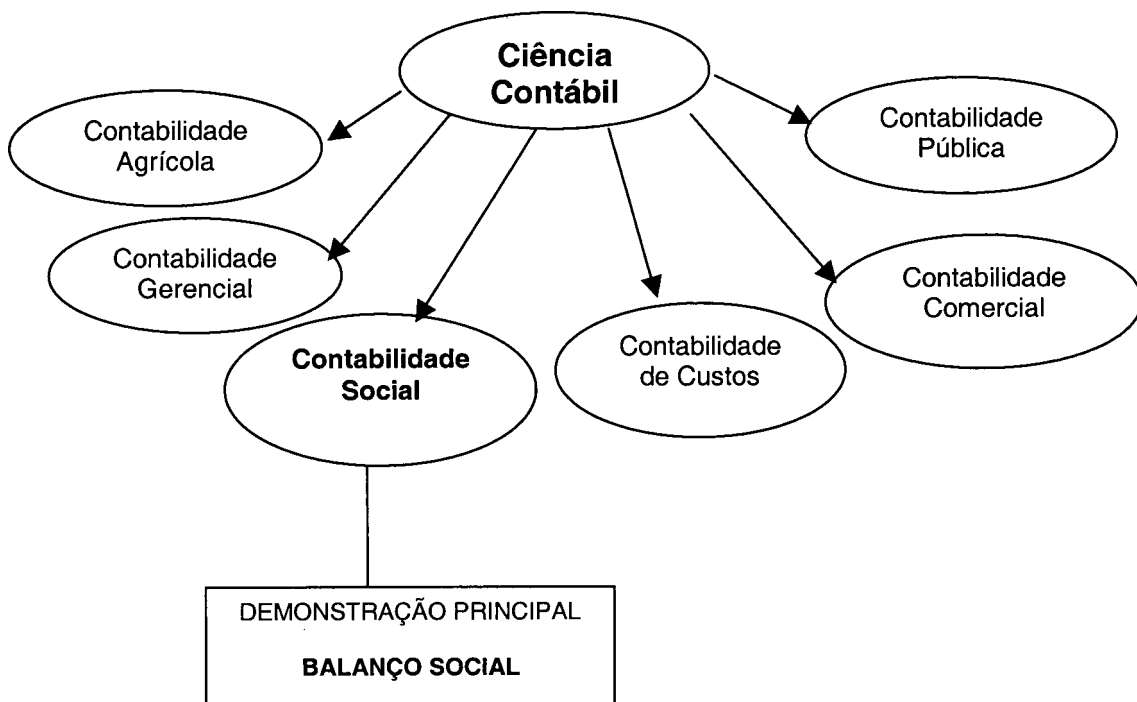 Ciência
Contábil
Contabilidade
Agrícola
Contabilidade
Pública
Contabilidade
Gerencial
Contabilidade
Comercial
Contabilidade
Social
Contabilidade
de Custos
DEMONSTRAÇÃO PRINCIPAL
BALANÇO SOCIAL